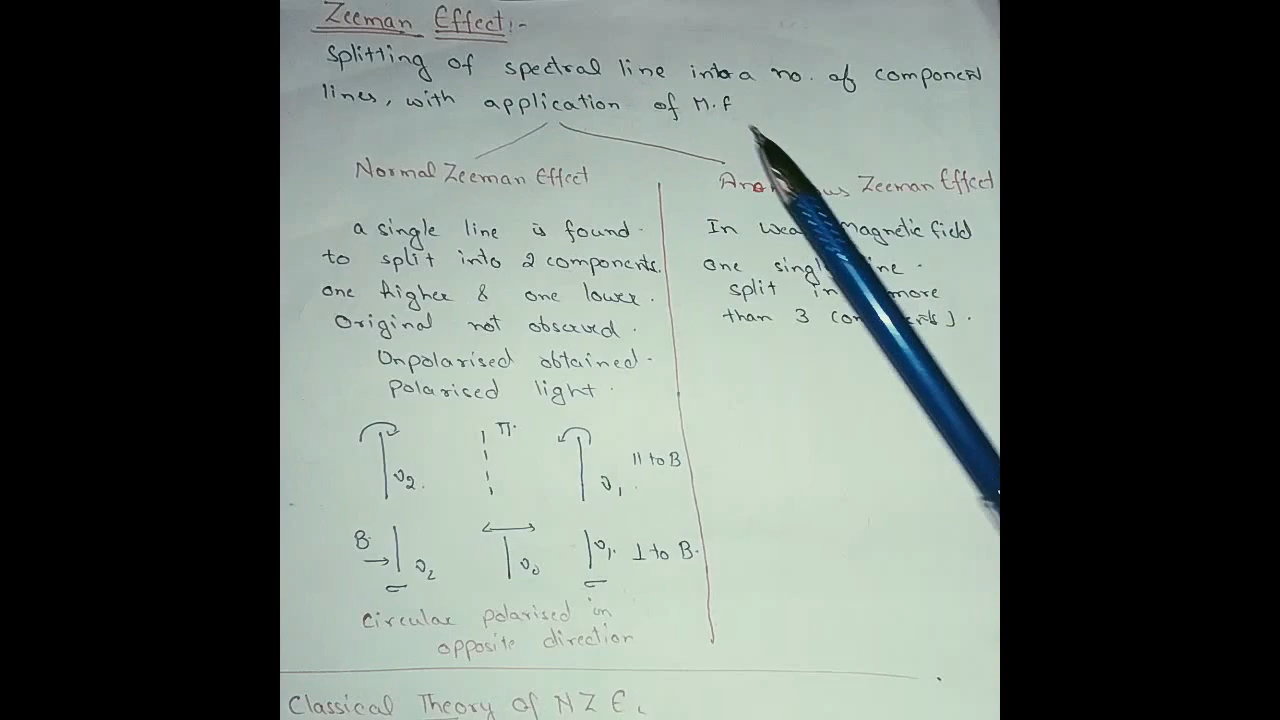 Zeeman Effect:-
Splitting of spectral line into a no. of component
lines, with application of M.F
Normal Zeeman Effect
a single line is found.
to split into 2 components.
one higher & one lower.
Original not observed.
Unpolarised obtained.
Polarised light.
π.
ν2.
ν1.
11 to B
B.
ν2
ν0
ν1.
⊥ to B.
σ
σ
Circular polarised in
opposite direction
Zeeman Effect
In Magnetic field
one
split more
than 3
Classical Theory of NZE.